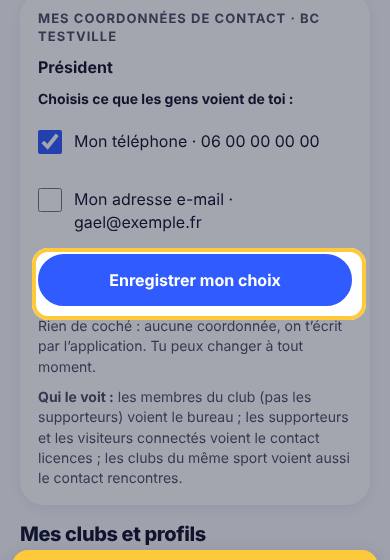 MES COORDONNÉES DE CONTACT · BC
TESTVILLE
Président
Choisis ce que les gens voient de toi :
Mon téléphone · 06 00 00 00 00
Mon adresse e-mail ·
gael@exemple.fr
Enregistrer mon choix
Rien de coché : aucune coordonnée, on t’écrit
par l’application. Tu peux changer à tout
moment.
Qui le voit : les membres du club (pas les
supporteurs) voient le bureau ; les supporteurs
et les visiteurs connectés voient le contact
licences ; les clubs du même sport voient aussi
le contact rencontres.
Mes clubs et profils